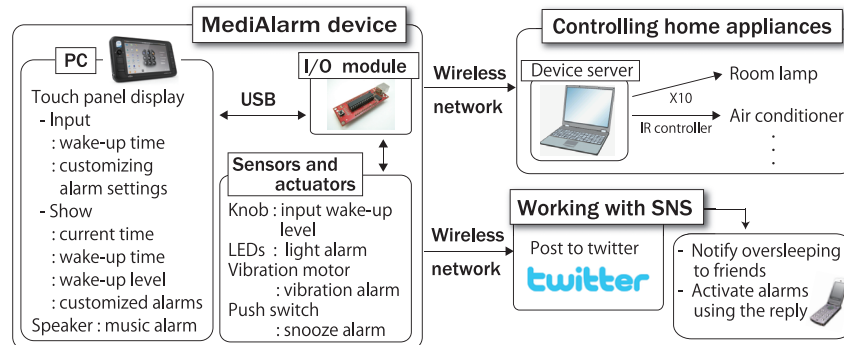 MediAlarm device
PC
Touch panel display
- Input
: wake-up time
: customizing
alarm settings
- Show
: current time
: wake-up time
: wake-up level
: customized alarms
Speaker : music alarm
USB
I/O module
Sensors and
actuators
Knob : input wake-up
level
LEDs : light alarm
Vibration motor
: vibration alarm
Push switch
: snooze alarm
Wireless
network
Controlling home appliances
Device server
X10
IR controller
Room lamp
Air conditioner
Wireless
network
Working with SNS
Post to twitter
twitter
- Notify oversleeping
to friends
- Activate alarms
using the reply